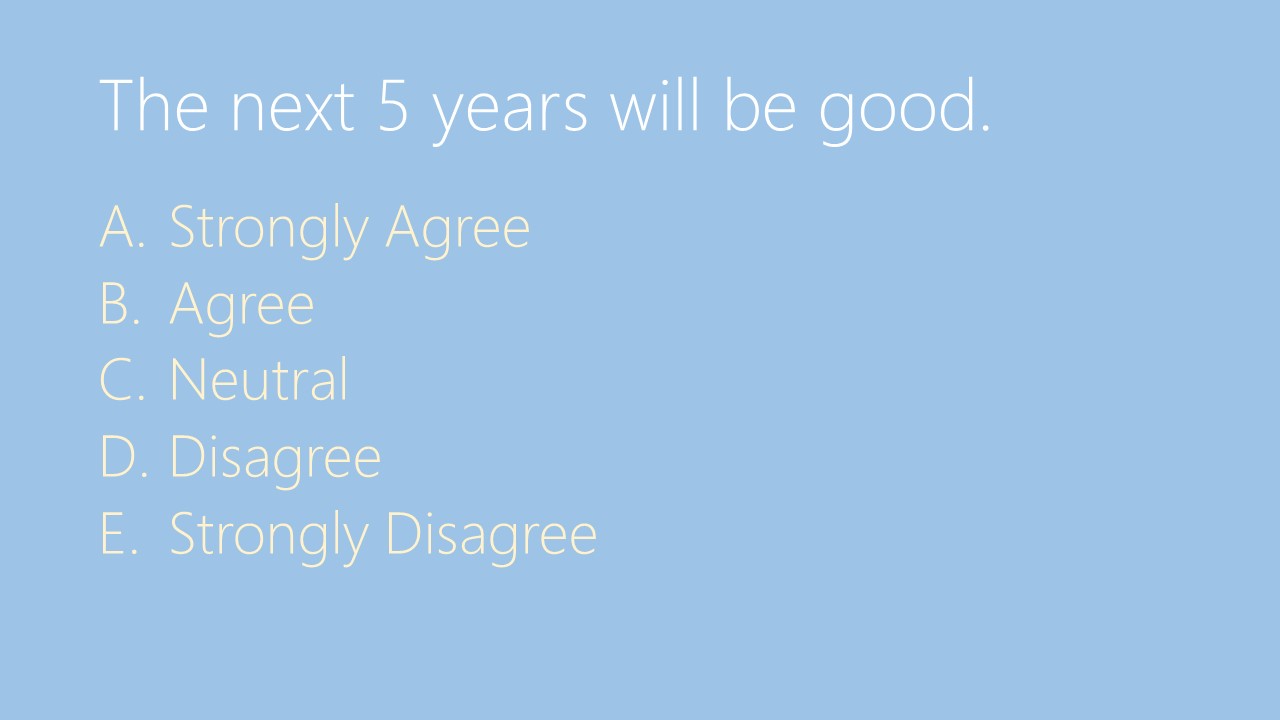 The next 5 years will be good.
A. Strongly Agree
B. Agree
C. Neutral
D. Disagree
E. Strongly Disagree